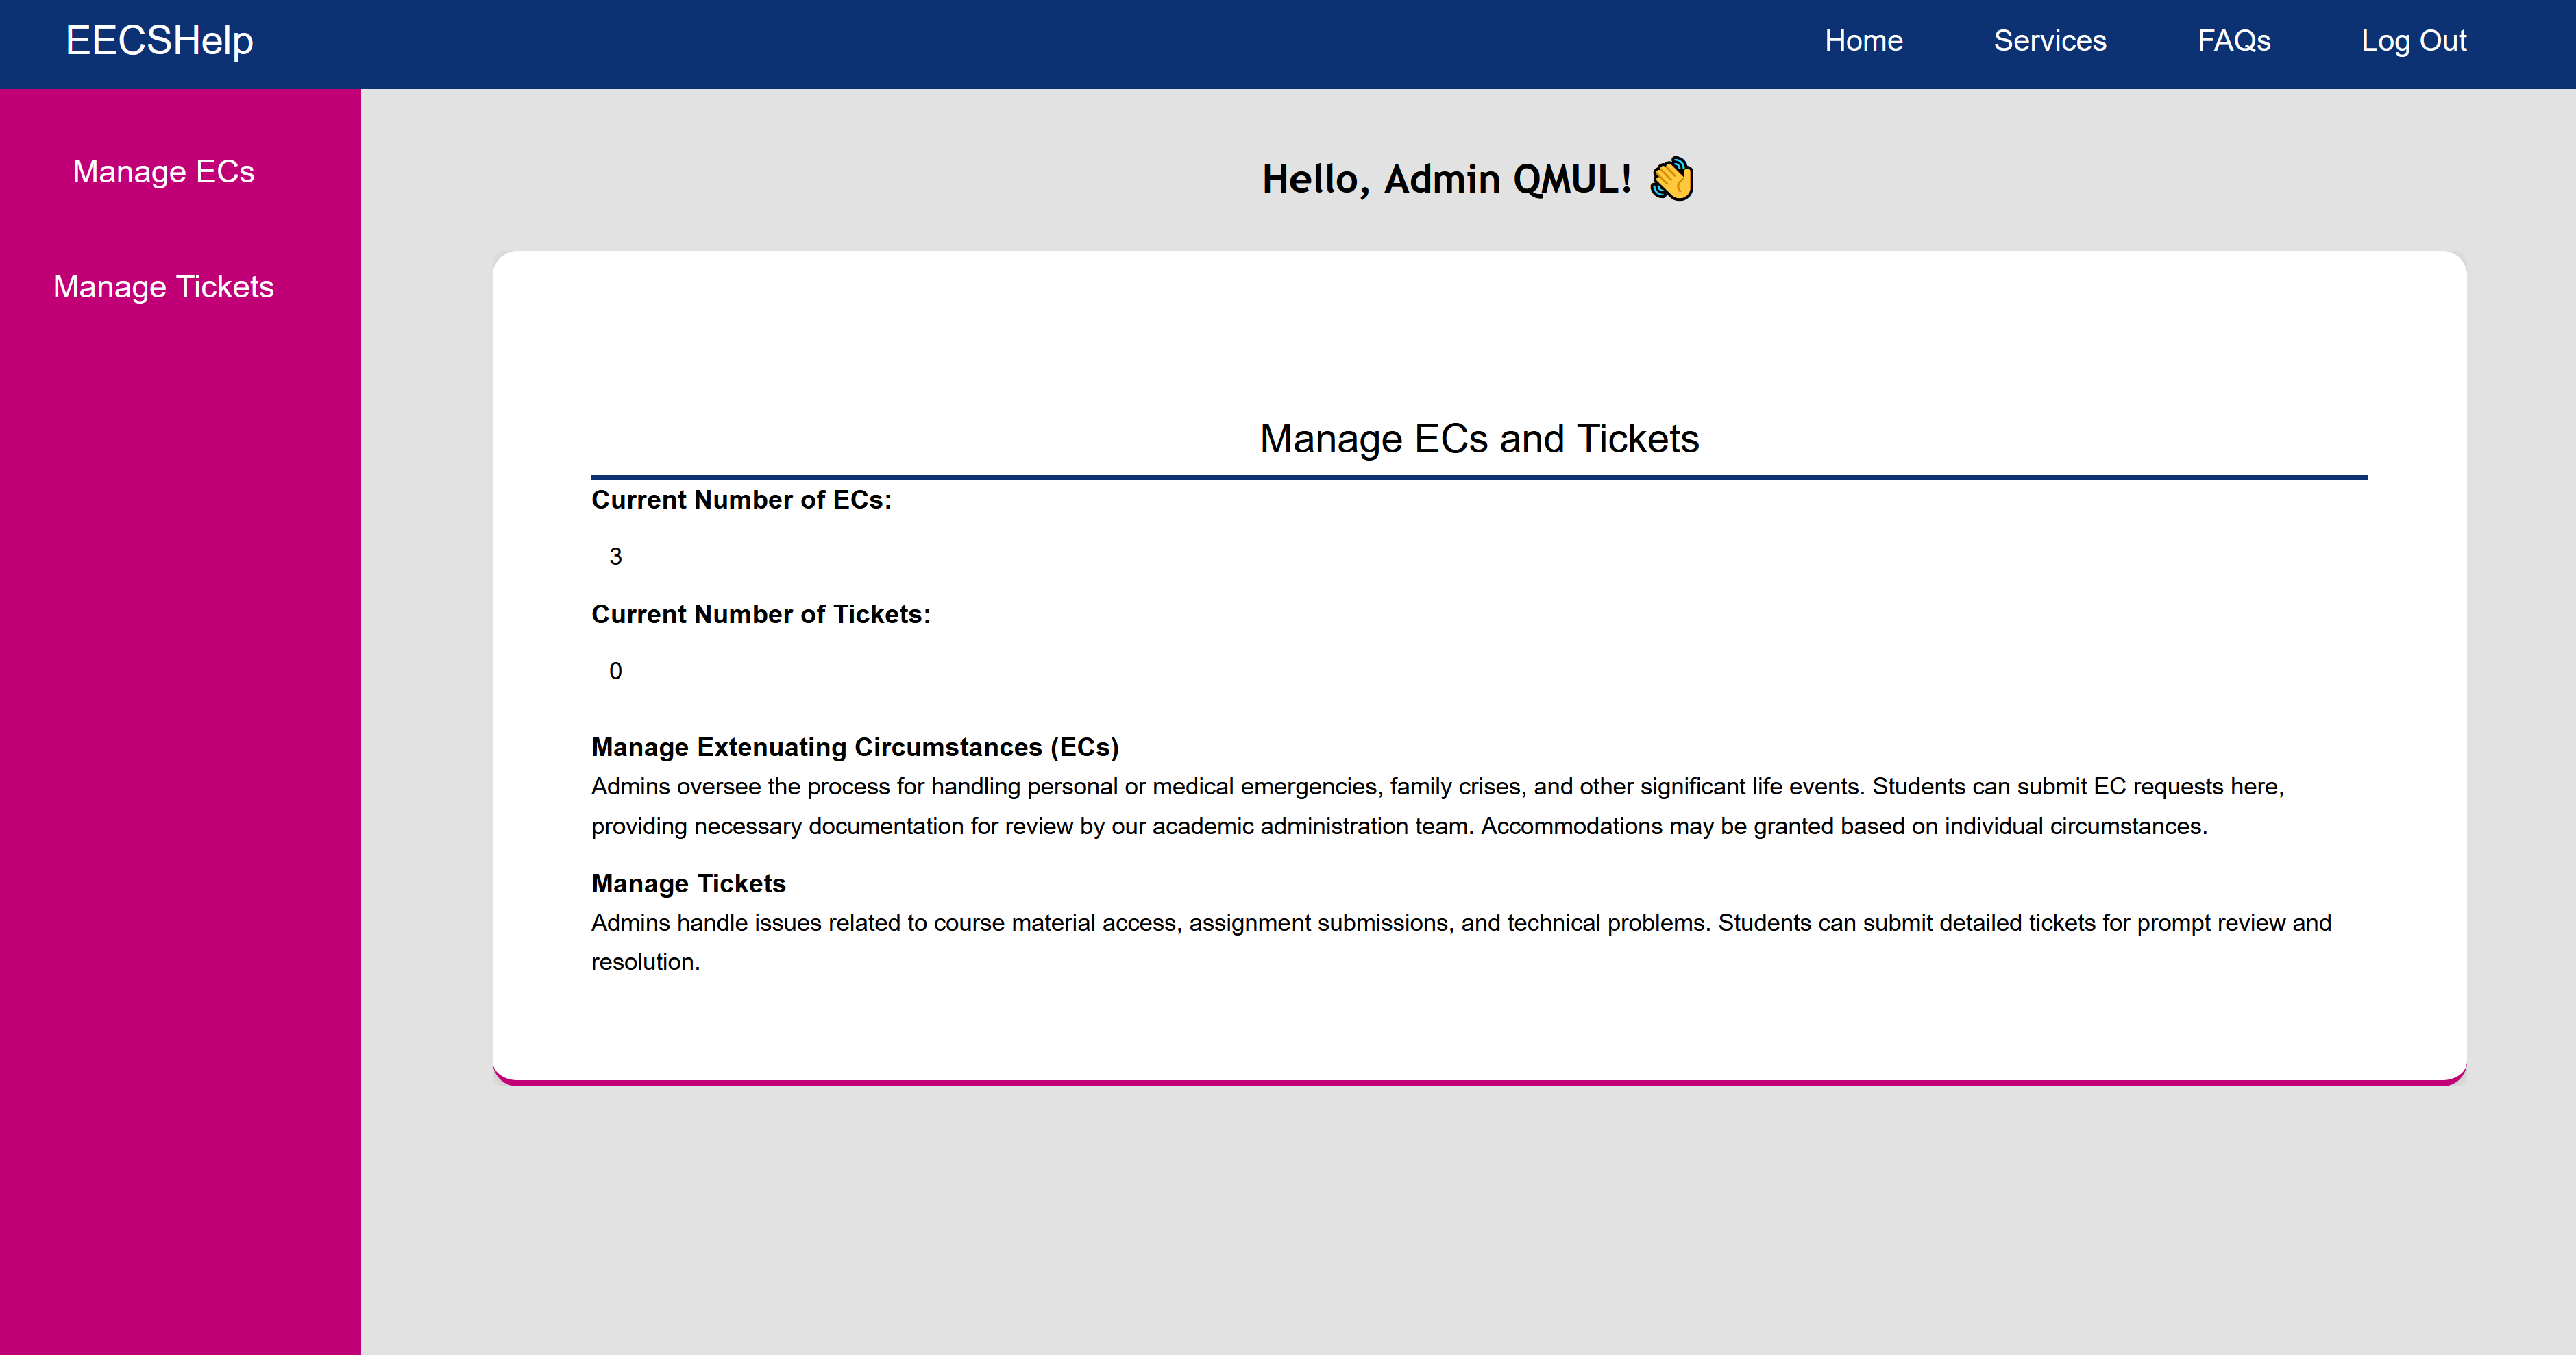 EECSHelp
Home
Services
FAQs
Log Out
Manage ECs
Manage Tickets
Hello, Admin QMUL! 👋
Manage ECs and Tickets
Current Number of ECs:
3
Current Number of Tickets:
0
Manage Extenuating Circumstances (ECs)
Admins oversee the process for handling personal or medical emergencies, family crises, and other significant life events. Students can submit EC requests here,
providing necessary documentation for review by our academic administration team. Accommodations may be granted based on individual circumstances.
Manage Tickets
Admins handle issues related to course material access, assignment submissions, and technical problems. Students can submit detailed tickets for prompt review and
resolution.